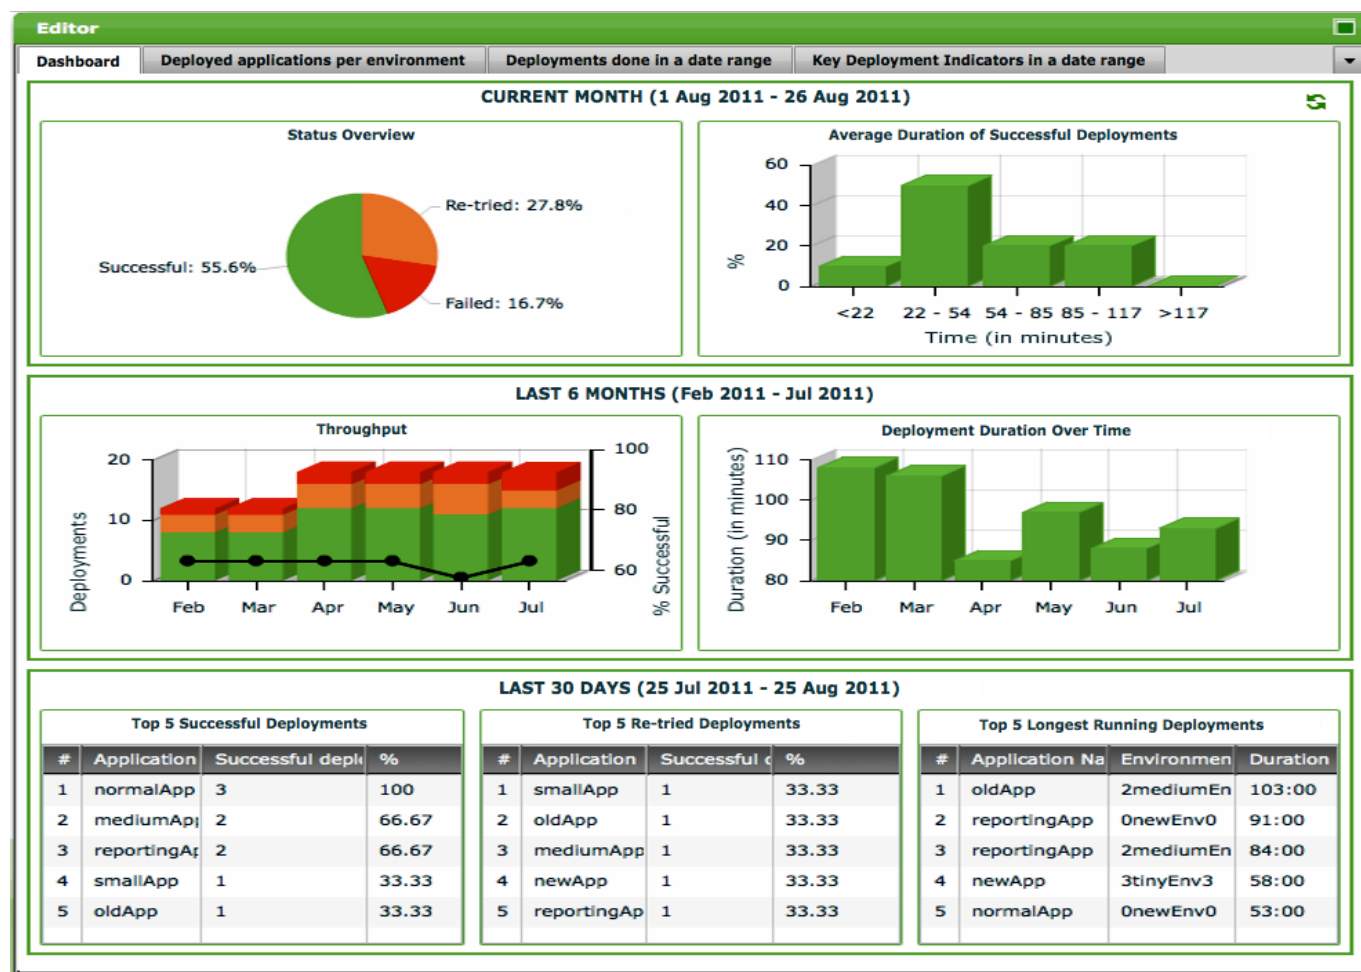 Editor
Dashboard
Deployed applications per environment
Deployments done in a date range
Key Deployment Indicators in a date range
CURRENT MONTH (1 Aug 2011 - 26 Aug 2011)
Status Overview
Re-tried: 27.8%
Successful: 55.6%
Failed: 16.7%
Average Duration of Successful Deployments
60
40
20
0
%
<22 22 - 54 54 - 85 85 - 117 >117
Time (in minutes)
LAST 6 MONTHS (Feb 2011 - Jul 2011)
Throughput
20
10
0
Deployments
100
80
60
% Successful
Feb Mar Apr May Jun Jul
Deployment Duration Over Time
110
100
90
80
Duration (in minutes)
Feb Mar Apr May Jun Jul
LAST 30 DAYS (25 Jul 2011 - 25 Aug 2011)
Top 5 Successful Deployments
# Application Successful deplo %
1 normalApp 3 100
2 mediumApp 2 66.67
3 reportingAp 2 66.67
4 smallApp 1 33.33
5 oldApp 1 33.33
Top 5 Re-tried Deployments
# Application Successful d %
1 smallApp 1 33.33
2 oldApp 1 33.33
3 mediumApp 1 33.33
4 newApp 1 33.33
5 reportingAp 1 33.33
Top 5 Longest Running Deployments
# Application Na Environmen Duration
1 oldApp 2mediumEn 103:00
2 reportingApp 0newEnv0 91:00
3 reportingApp 2mediumEn 84:00
4 newApp 3tinyEnv3 58:00
5 normalApp 0newEnv0 53:00